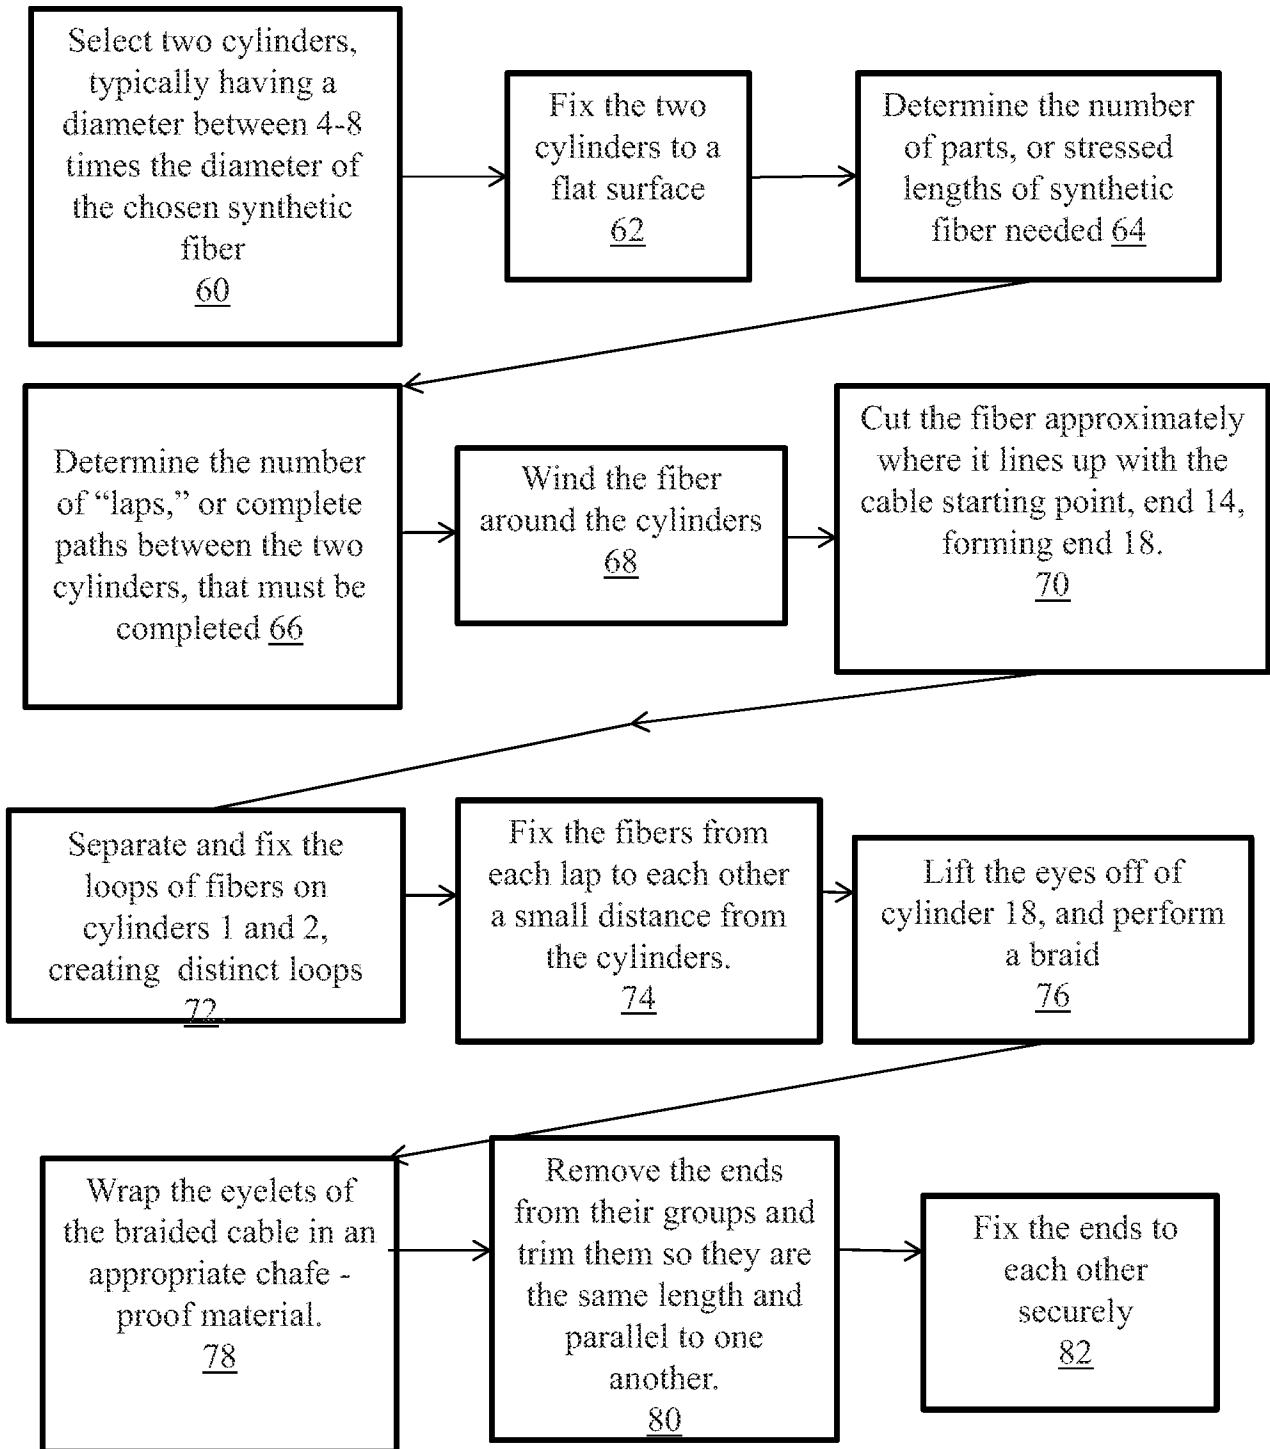 Select two cylinders,
typically having a
diameter between 4-8
times the diameter of
the chosen synthetic
fiber
60
Fix the two
cylinders to a
flat surface
62
Determine the number
of parts, or stressed
lengths of synthetic
fiber needed 64
Determine the number
of “laps,” or complete
paths between the two
cylinders, that must be
completed 66
Wind the fiber
around the cylinders
68
Cut the fiber approximately
where it lines up with the
cable starting point, end 14,
forming end 18.
70
Separate and fix the
loops of fibers on
cylinders 1 and 2,
creating distinct loops
72
Fix the fibers from
each lap to each other
a small distance from
the cylinders.
74
Lift the eyes off of
cylinder 18, and perform
a braid
76
Wrap the eyelets of
the braided cable in an
appropriate chafe -
proof material.
78
Remove the ends
from their groups and
trim them so they are
the same length and
parallel to one
another.
80
Fix the ends to
each other
securely
82